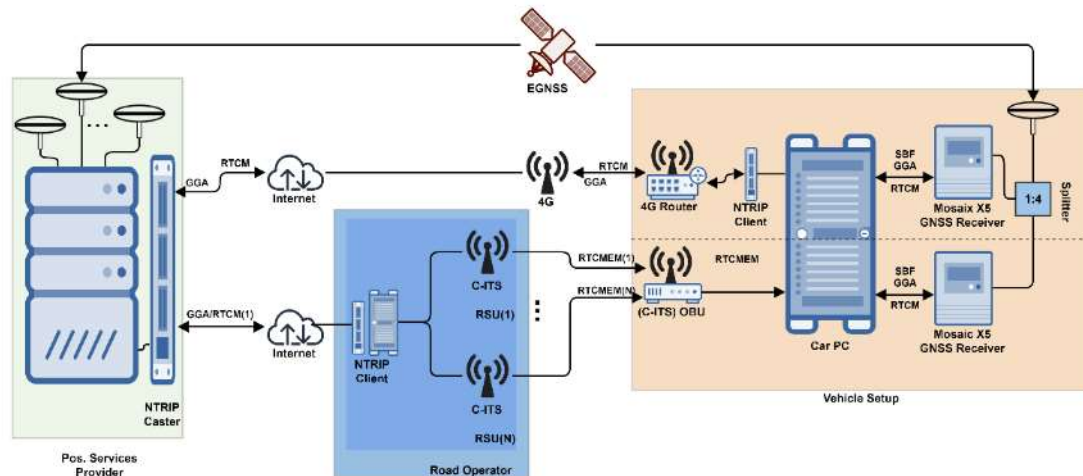 EGNSS
RTCM
GGA
Internet
4G
RTCM
GGA
4G Router
NTRIP
Client
SBF
GGA
RTCM
Mosaix X5
GNSS Receiver
1:4
Splitter
GGA/RTCM(1)
Internet
NTRIP
Client
C-ITS
RSU(1)
C-ITS
RSU(N)
Road Operator
RTCMEM(1)
RTCMEM(N)
RTCMEM
(C-ITS) OBU
Car PC
SBF
GGA
RTCM
Mosaic X5
GNSS Receiver
Vehicle Setup
NTRIP
Caster
Pos. Services
Provider